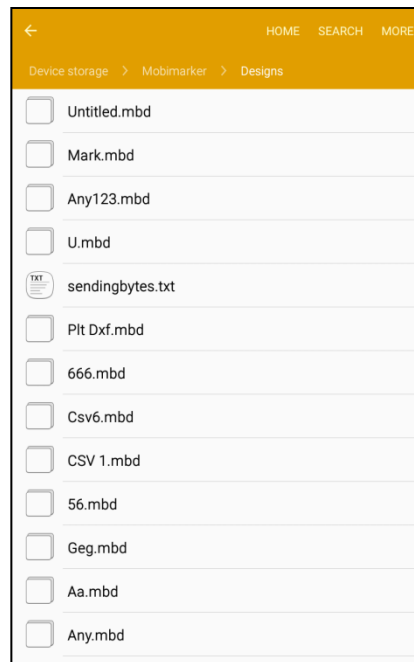 ← HOME SEARCH MORE
Device storage > Mobimarker > Designs
Untitled.mbd
Mark.mbd
Any123.mbd
U.mbd
TXT sendingbytes.txt
Plt Dxf.mbd
666.mbd
Csv6.mbd
CSV 1.mbd
56.mbd
Geg.mbd
Aa.mbd
Any.mbd